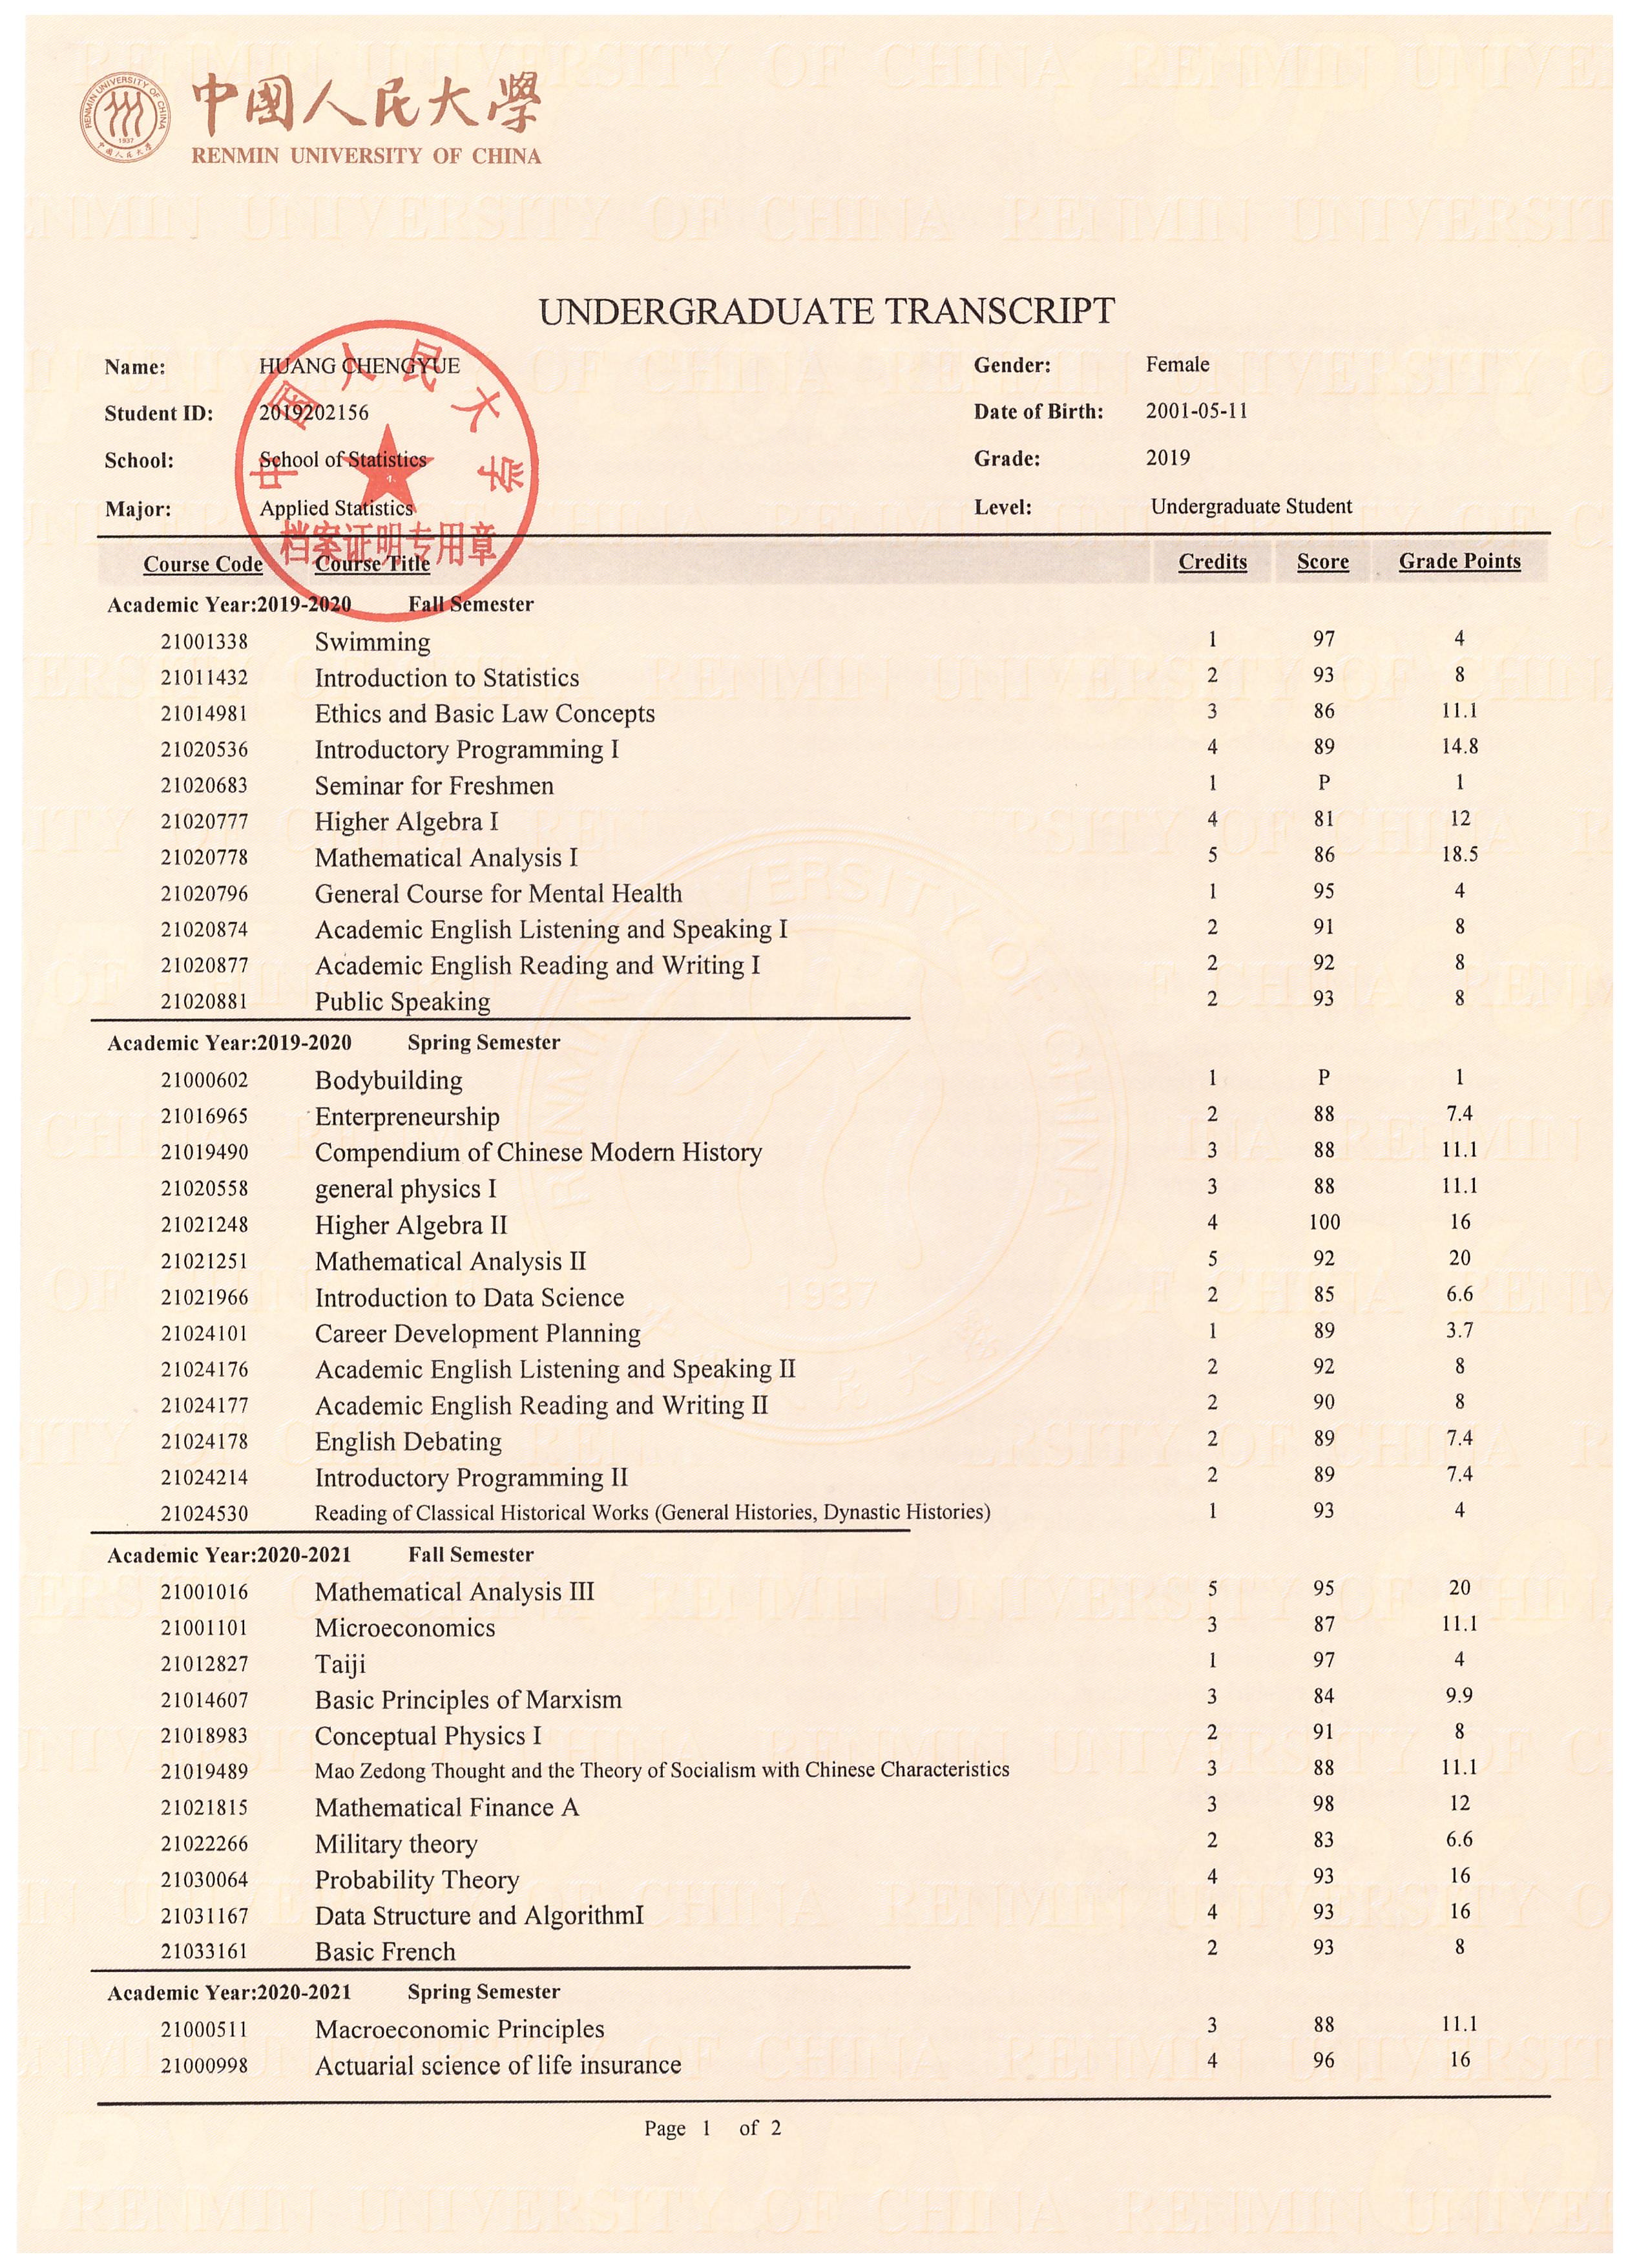 中國人民大學
RENMIN UNIVERSITY OF CHINA
RENMIN UNIVERSITY OF CHINA
1937
中国人民大学
UNDERGRADUATE TRANSCRIPT
Name: HUANG CHENGYUE Gender: Female
Student ID: 2019202156 Date of Birth: 2001-05-11
School: School of Statistics Grade: 2019
Major: Applied Statistics Level: Undergraduate Student
中国人民大学
档案证明专用章
Course Code Course Title Credits Score Grade Points
Academic Year:2019-2020 Fall Semester
21001338 Swimming 1 97 4
21011432 Introduction to Statistics 2 93 8
21014981 Ethics and Basic Law Concepts 3 86 11.1
21020536 Introductory Programming I 4 89 14.8
21020683 Seminar for Freshmen 1 P 1
21020777 Higher Algebra I 4 81 12
21020778 Mathematical Analysis I 5 86 18.5
21020796 General Course for Mental Health 1 95 4
21020874 Academic English Listening and Speaking I 2 91 8
21020877 Academic English Reading and Writing I 2 92 8
21020881 Public Speaking 2 93 8
Academic Year:2019-2020 Spring Semester
21000602 Bodybuilding 1 P 1
21016965 Enterpreneurship 2 88 7.4
21019490 Compendium of Chinese Modern History 3 88 11.1
21020558 general physics I 3 88 11.1
21021248 Higher Algebra II 4 100 16
21021251 Mathematical Analysis II 5 92 20
21021966 Introduction to Data Science 2 85 6.6
21024101 Career Development Planning 1 89 3.7
21024176 Academic English Listening and Speaking II 2 92 8
21024177 Academic English Reading and Writing II 2 90 8
21024178 English Debating 2 89 7.4
21024214 Introductory Programming II 2 89 7.4
21024530 Reading of Classical Historical Works (General Histories, Dynastic Histories) 1 93 4
Academic Year:2020-2021 Fall Semester
21001016 Mathematical Analysis III 5 95 20
21001101 Microeconomics 3 87 11.1
21012827 Taiji 1 97 4
21014607 Basic Principles of Marxism 3 84 9.9
21018983 Conceptual Physics I 2 91 8
21019489 Mao Zedong Thought and the Theory of Socialism with Chinese Characteristics 3 88 11.1
21021815 Mathematical Finance A 3 98 12
21022266 Military theory 2 83 6.6
21030064 Probability Theory 4 93 16
21031167 Data Structure and AlgorithmI 4 93 16
21033161 Basic French 2 93 8
Academic Year:2020-2021 Spring Semester
21000511 Macroeconomic Principles 3 88 11.1
21000998 Actuarial science of life insurance 4 96 16
Page 1 of 2